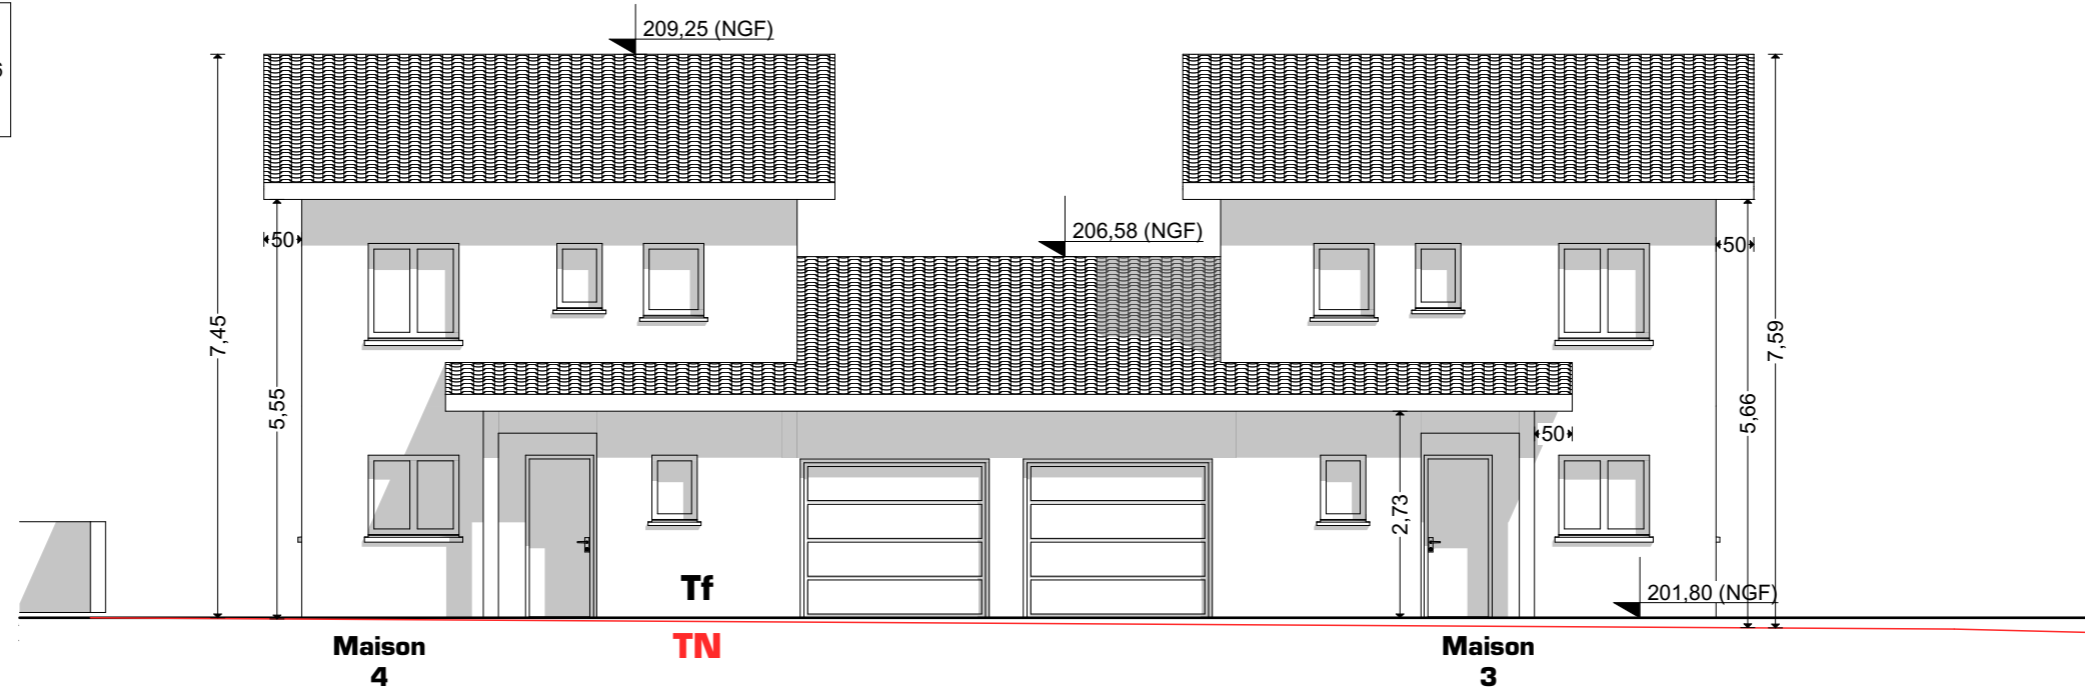 209,25 (NGF)
206,58 (NGF)
50
50
7,45
5,55
7,59
5,66
50
2,73
Tf
201,80 (NGF)
TN
Maison
4
Maison
3